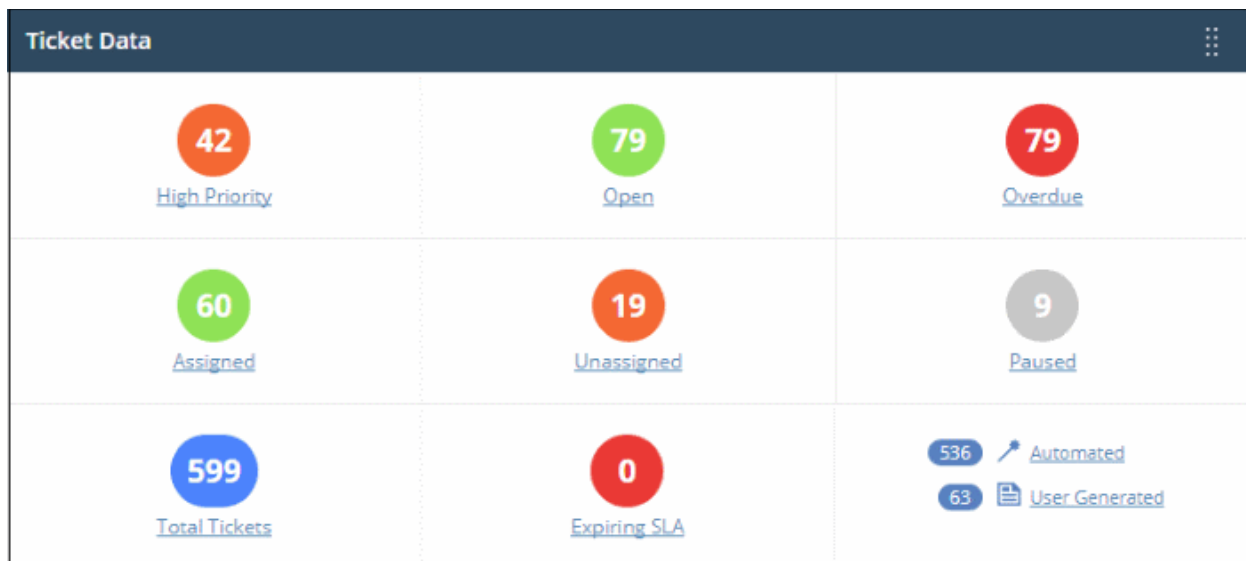 Ticket Data
42
High Priority
79
Open
79
Overdue
60
Assigned
19
Unassigned
9
Paused
599
Total Tickets
0
Expiring SLA
536 Automated
63 User Generated